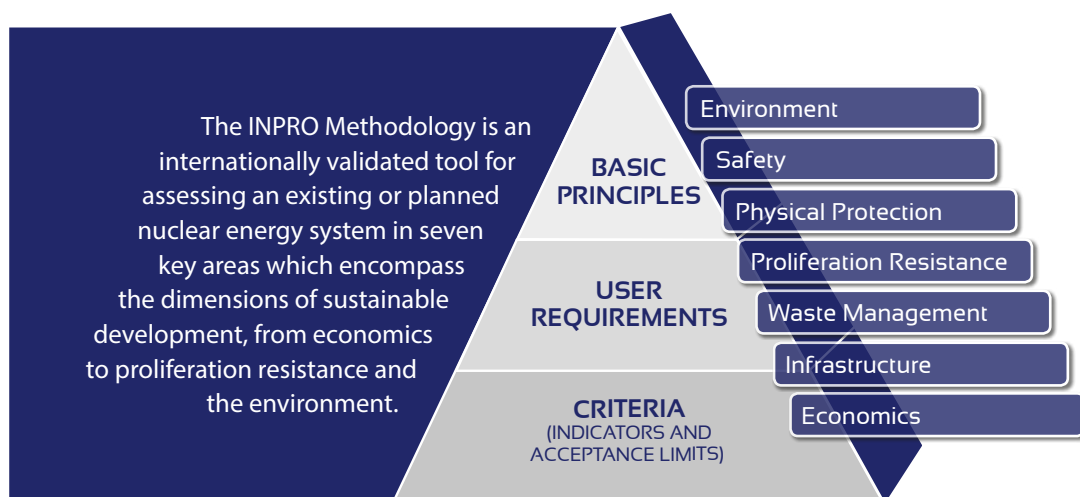 The INPRO Methodology is an
internationally validated tool for
assessing an existing or planned
nuclear energy system in seven
key areas which encompass
the dimensions of sustainable
development, from economics
to proliferation resistance and
the environment.
BASIC
PRINCIPLES
USER
REQUIREMENTS
CRITERIA
(INDICATORS AND
ACCEPTANCE LIMITS)
Environment
Safety
Physical Protection
Proliferation Resistance
Waste Management
Infrastructure
Economics